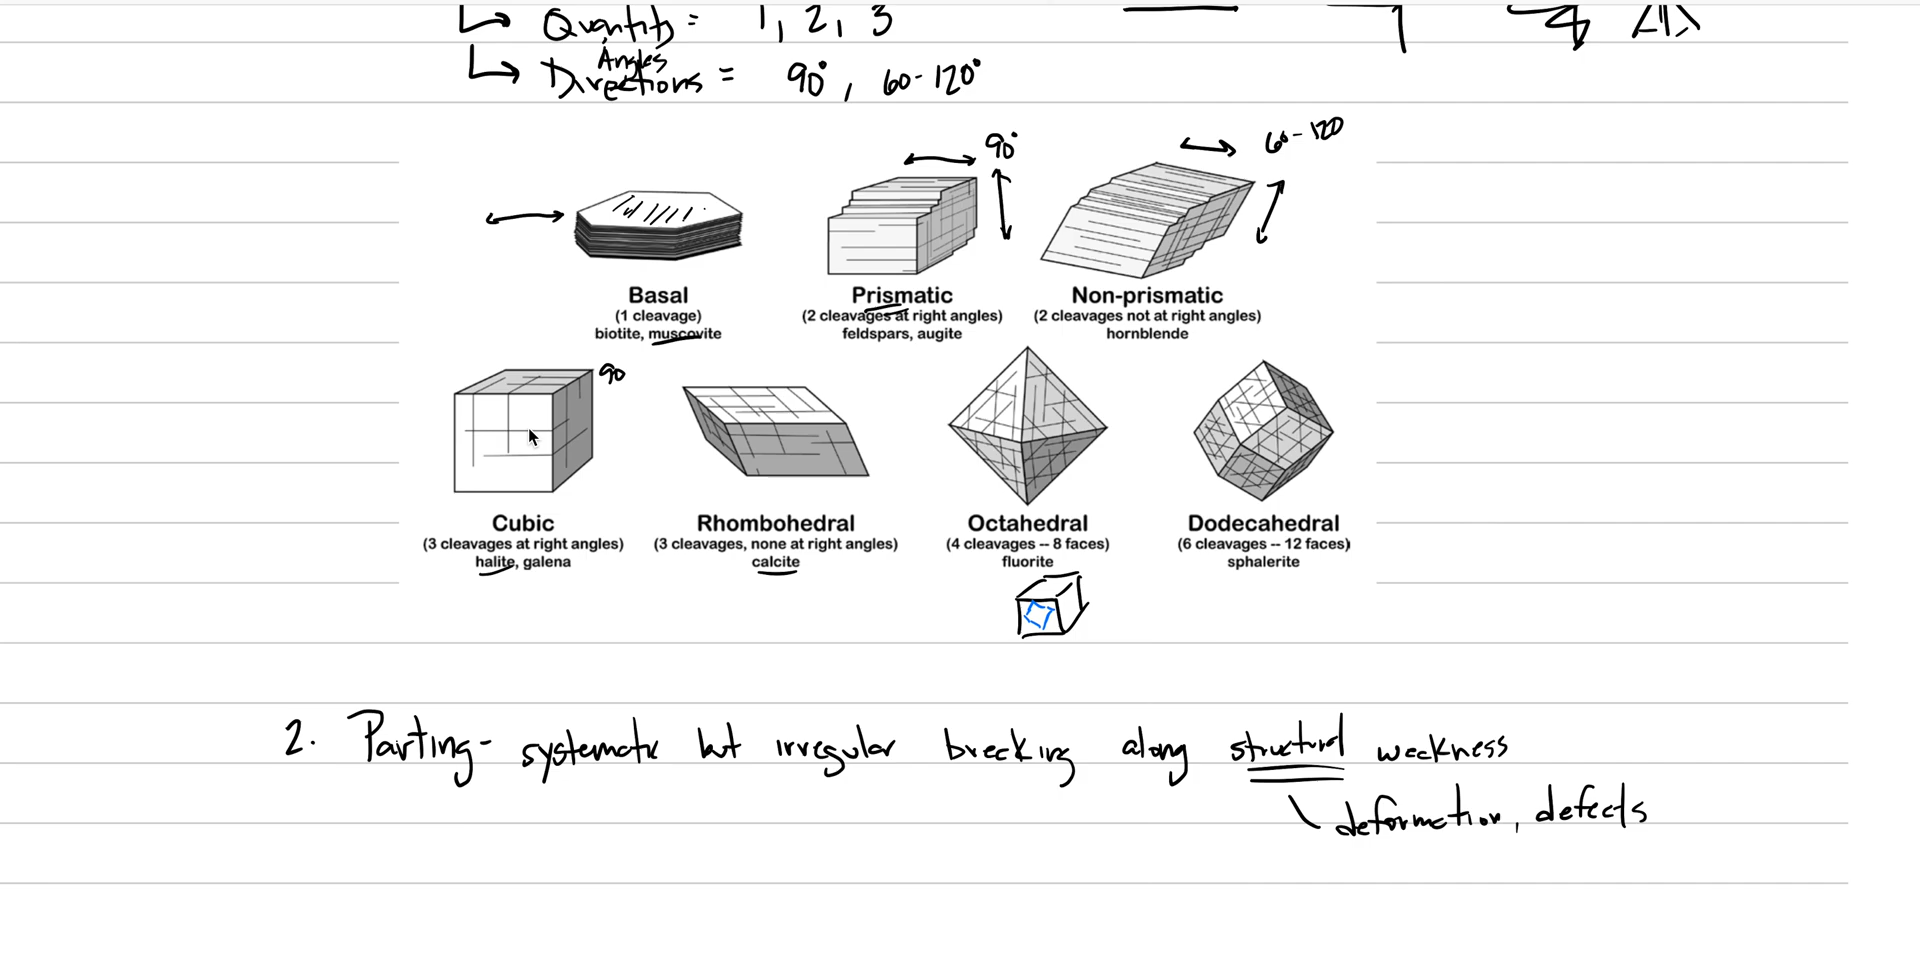 Quantity = 1, 2, 3
Angles
Directions = 90°, 60-120°
90°
60-120
Basal
(1 cleavage)
biotite, muscovite
Prismatic
(2 cleavages at right angles)
feldspars, augite
Non-prismatic
(2 cleavages not at right angles)
hornblende
90
Cubic
(3 cleavages at right angles)
halite, galena
Rhombohedral
(3 cleavages, none at right angles)
calcite
Octahedral
(4 cleavages -- 8 faces)
fluorite
Dodecahedral
(6 cleavages -- 12 faces)
sphalerite
2. Parting- systematic but irregular breaking along structural weakness
deformation, defects